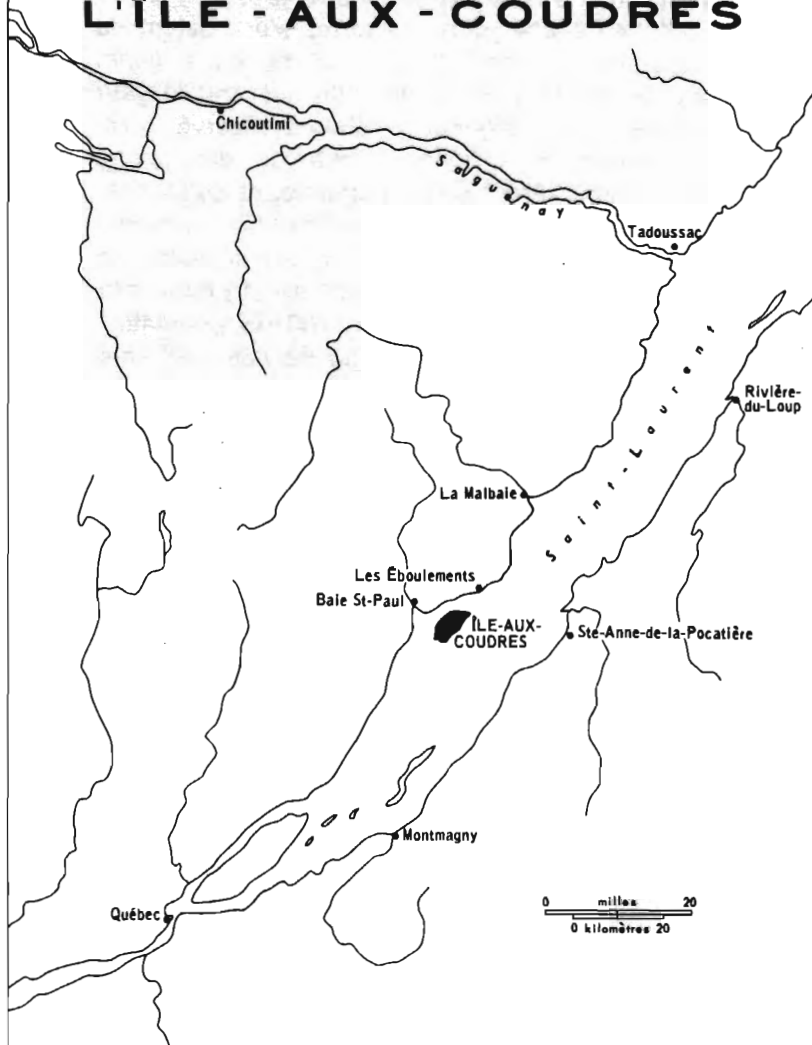 L'ÎLE - AUX - COUDRES
Chicoutimi
Saguenay
Tadoussac
Saint-Laurent
Rivière-
du-Loup
La Malbaie
Les Éboulements
Baie St-Paul
ÎLE-AUX-
COUDRES
Ste-Anne-de-la-Pocatière
Montmagny
Québec
0 milles 20
0 kilomètres 20